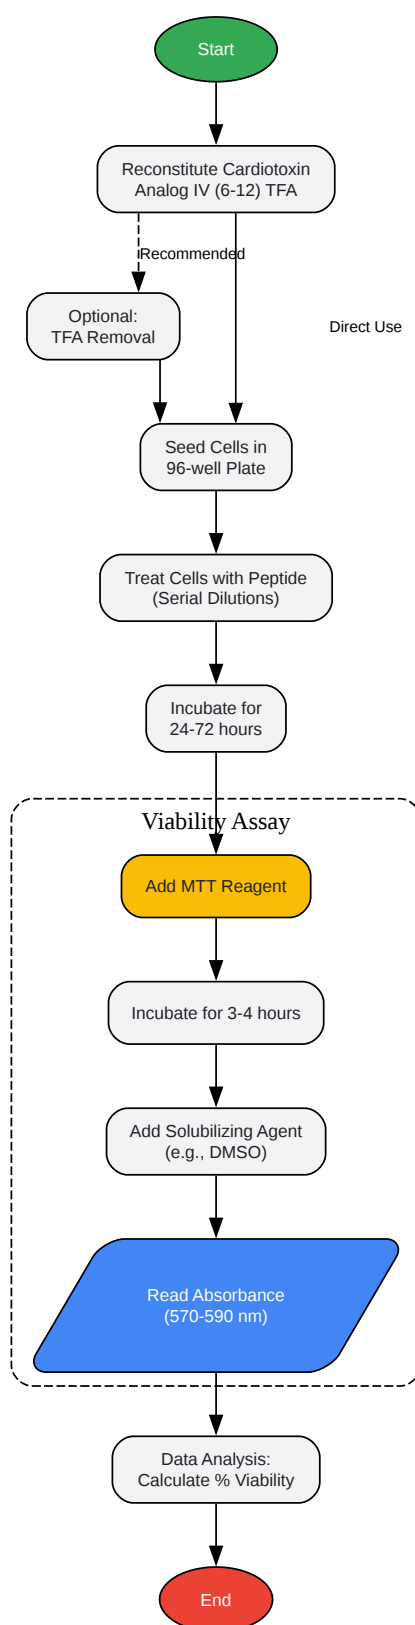 Start
Reconstitute Cardiotoxin
Analog IV (6-12) TFA
Recommended
Optional:
TFA Removal
Direct Use
Seed Cells in
96-well Plate
Treat Cells with Peptide
(Serial Dilutions)
Incubate for
24-72 hours
Viability Assay
Add MTT Reagent
Incubate for 3-4 hours
Add Solubilizing Agent
(e.g., DMSO)
Read Absorbance
(570-590 nm)
Data Analysis:
Calculate % Viability
End